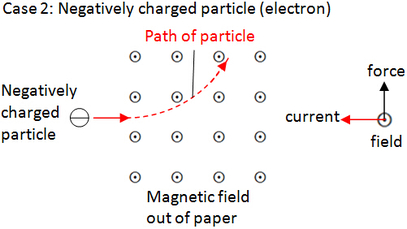 Case 2: Negatively charged particle (electron)
Path of particle
Negatively
charged
particle
force
current
field
Magnetic field
out of paper